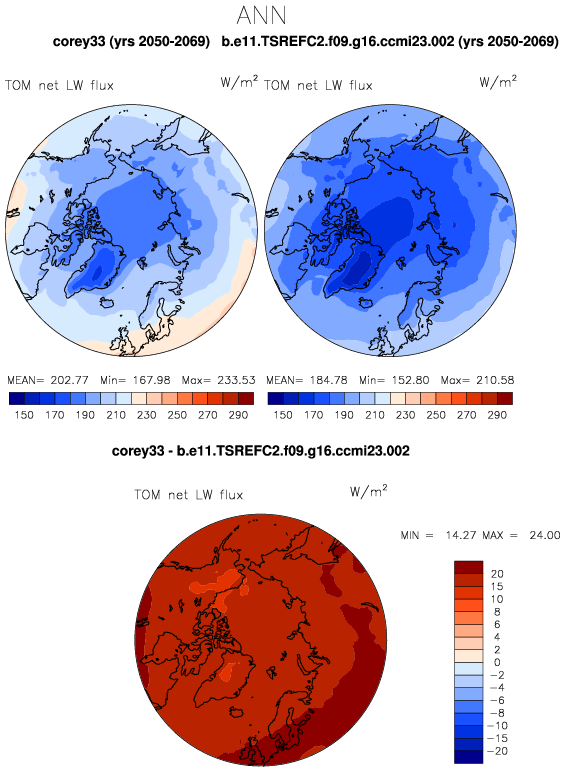 ANN
corey33 (yrs 2050-2069) b.e11.TSREFC2.f09.g16.ccmi23.002 (yrs 2050-2069)
TOM net LW flux W/m² TOM net LW flux W/m²
MEAN= 202.77 Min= 167.98 Max= 233.53 MEAN= 184.78 Min= 152.80 Max= 210.58
150 170 190 210 230 250 270 290 150 170 190 210 230 250 270 290
corey33 - b.e11.TSREFC2.f09.g16.ccmi23.002
TOM net LW flux W/m²
MIN = 14.27 MAX = 24.00
20
15
10
8
6
4
2
0
−2
−4
−6
−8
−10
−15
−20